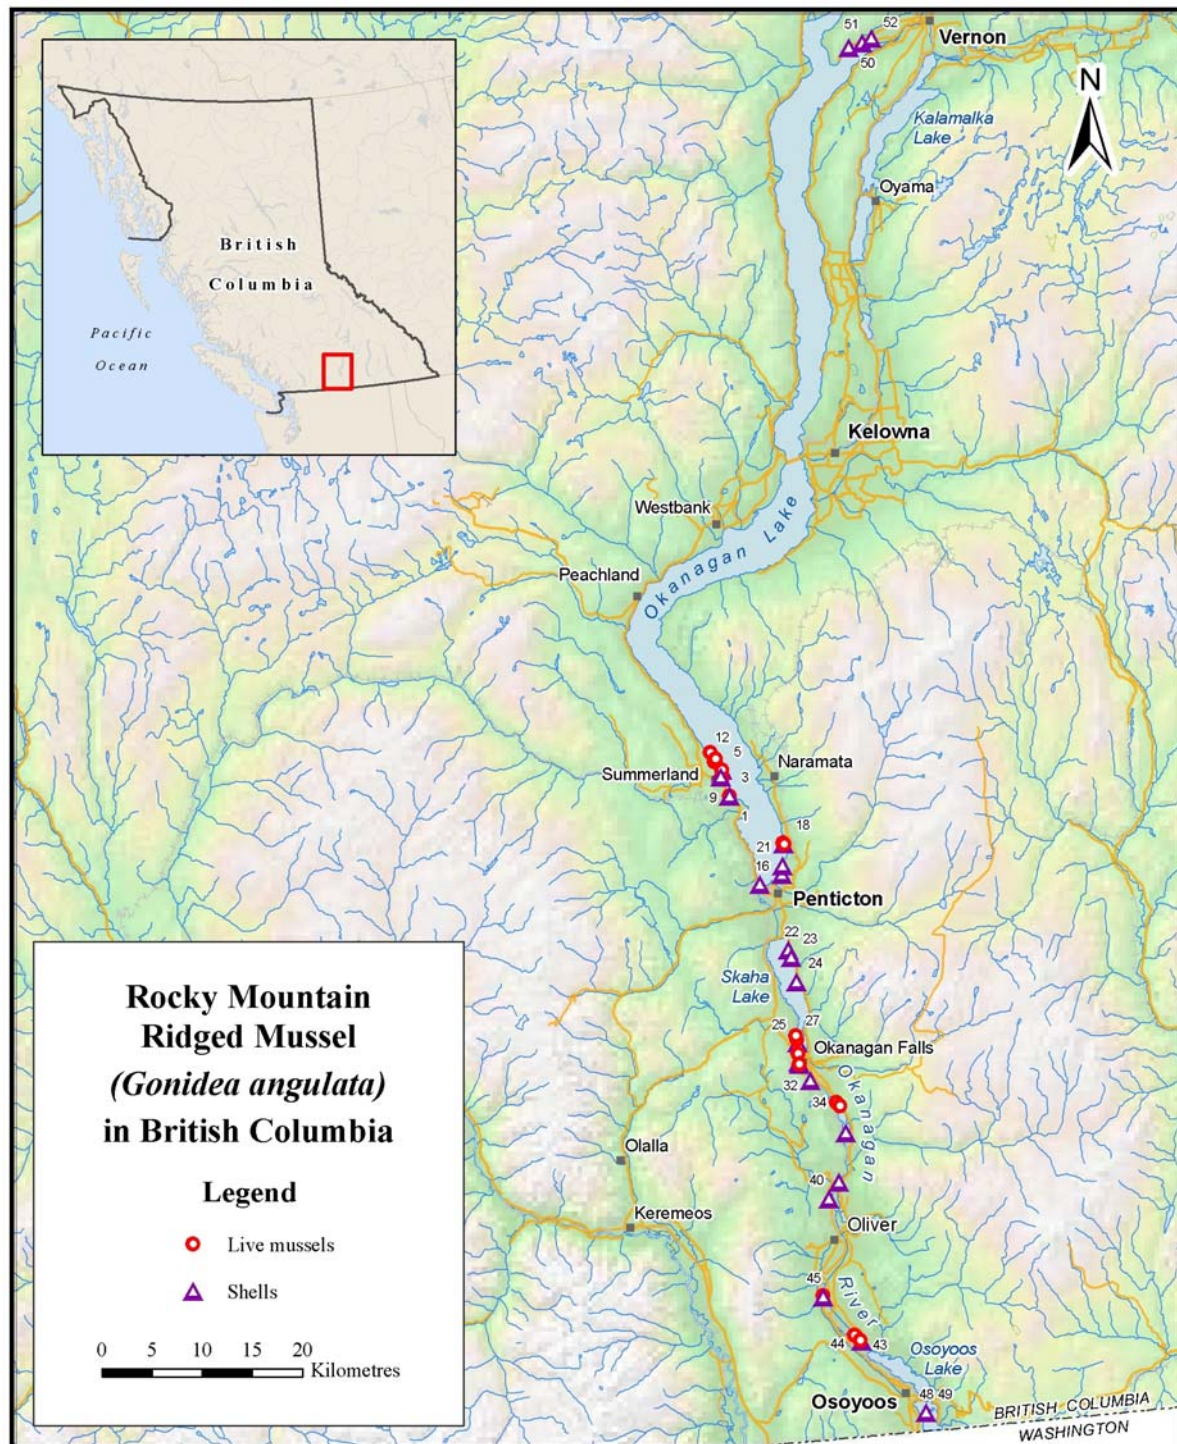 51
52
50
Vernon
N
Kalamalka
Lake
Oyama
British
Columbia
Pacific
Ocean
Kelowna
Westbank
Okanagan Lake
Peachland
12
5
Summerland
3
Naramata
9
1
18
21
16
Penticton
22
23
24
Skaha
Lake
25
27
Okanagan Falls
32
34
Okanagan
River
40
Olalla
Keremeos
Oliver
45
44
43
Osoyoos
Lake
Osoyoos
48
49
BRITISH COLUMBIA
WASHINGTON
Rocky Mountain
Ridged Mussel
(Gonidea angulata)
in British Columbia
Legend
Live mussels
Shells
0 5 10 15 20
Kilometres